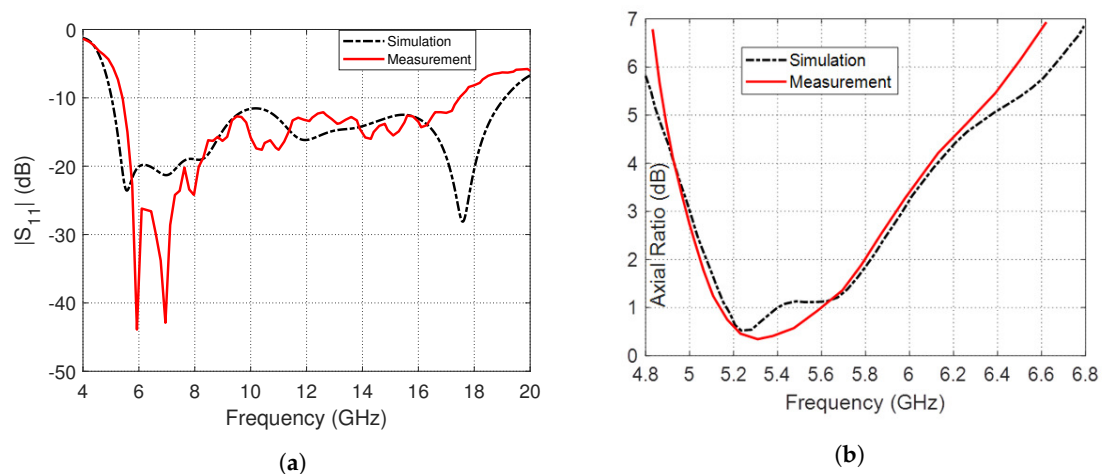 0
-10
-20
-30
-40
-50
|S11| (dB)
4 6 8 10 12 14 16 18 20
Frequency (GHz)
Simulation
Measurement
(a)
7
6
5
4
3
2
1
0
Axial Ratio (dB)
4.8 5 5.2 5.4 5.6 5.8 6 6.2 6.4 6.6 6.8
Frequency (GHz)
Simulation
Measurement
(b)